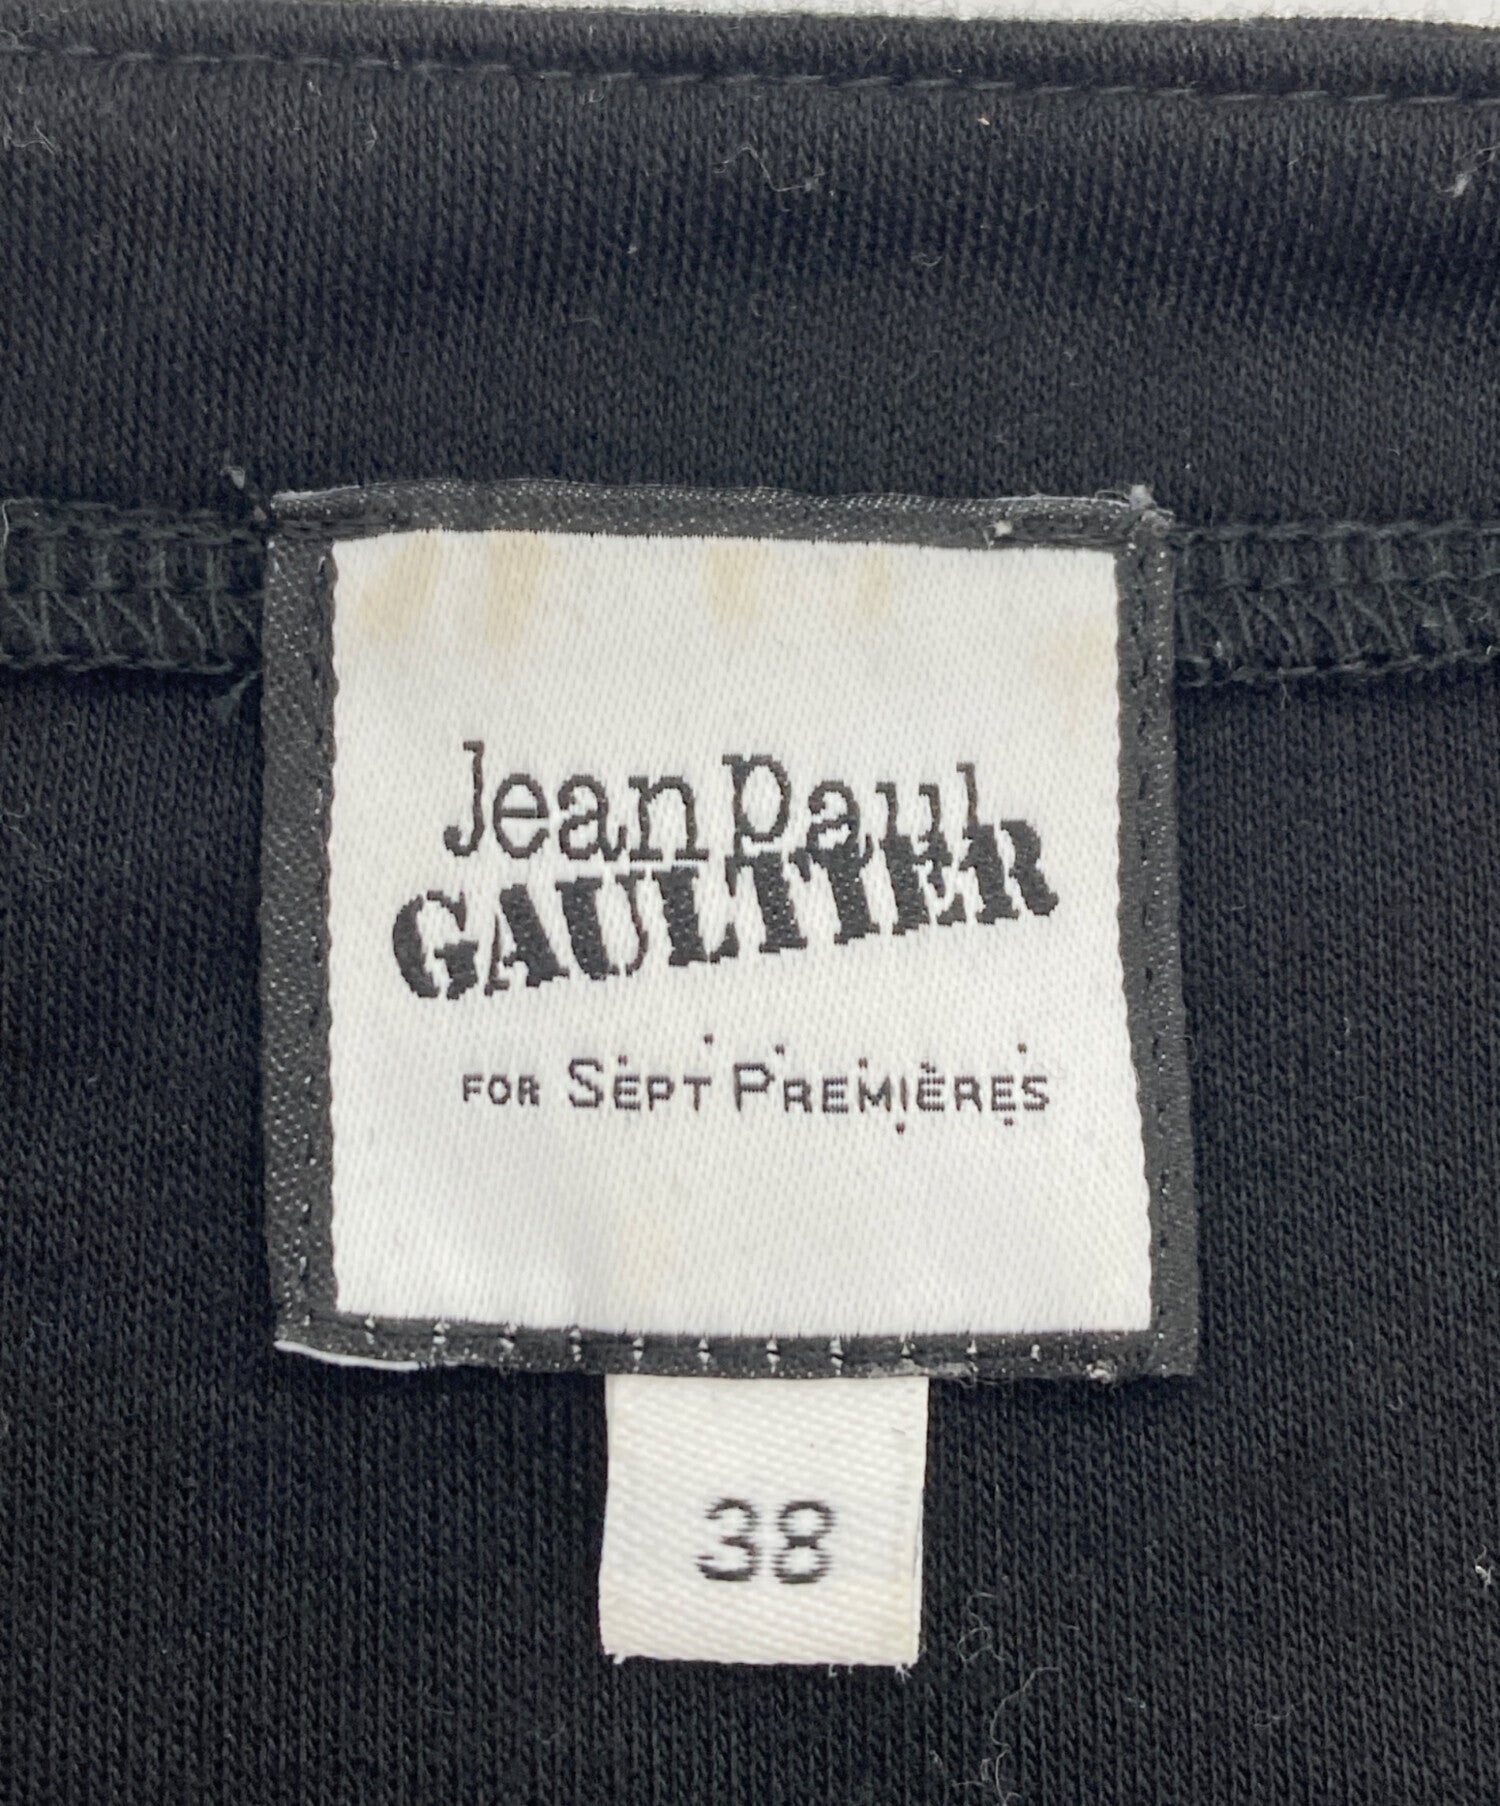 Jean Paul
GAULTIER
FOR SEPT PREMIÈRES
38